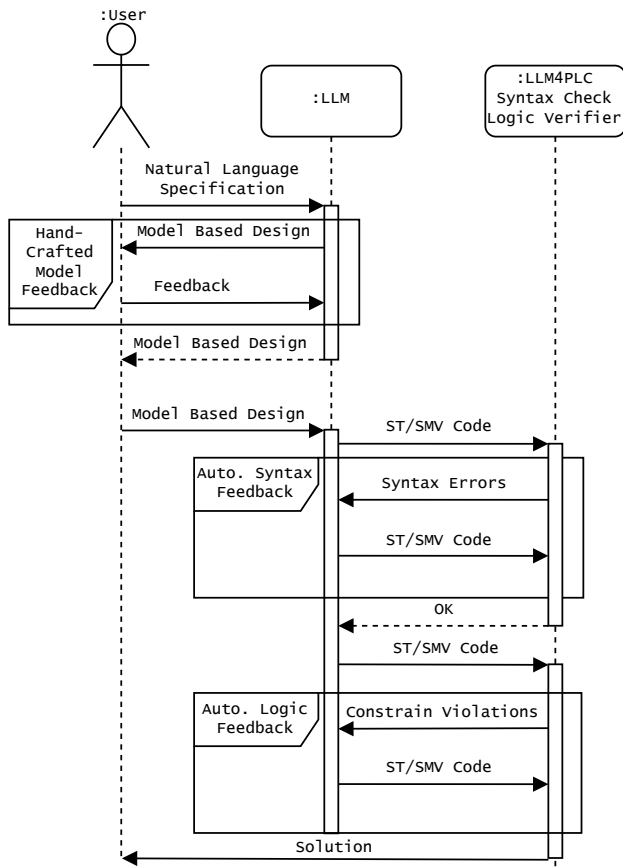 :User
:LLM
:LLM4PLC
Syntax Check
Logic Verifier
Natural Language
Specification
Hand-
Crafted
Model
Feedback
Model Based Design
Feedback
Model Based Design
Model Based Design
ST/SMV Code
Auto. Syntax
Feedback
Syntax Errors
ST/SMV Code
OK
ST/SMV Code
Auto. Logic
Feedback
Constrain Violations
ST/SMV Code
Solution